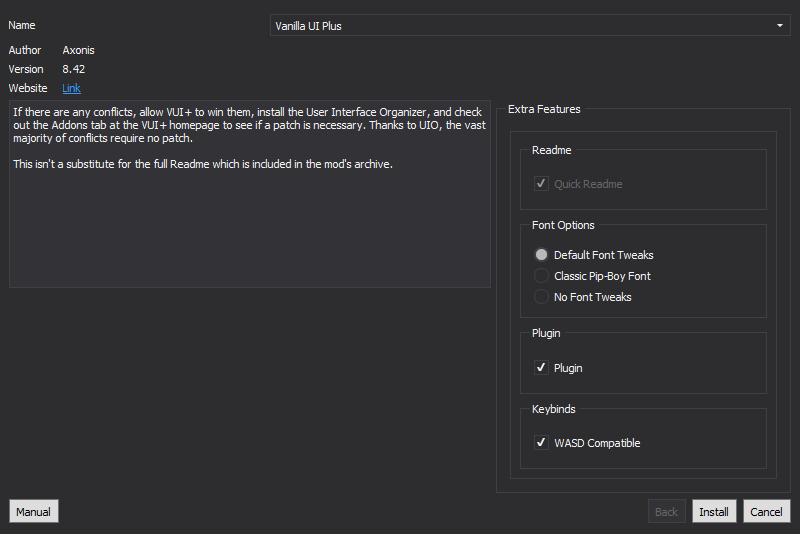 Name
Vanilla UI Plus
Author Axonis
Version 8.42
Website Link
If there are any conflicts, allow VUI+ to win them, install the User Interface Organizer, and check
out the Addons tab at the VUI+ homepage to see if a patch is necessary. Thanks to UIO, the vast
majority of conflicts require no patch.
This isn't a substitute for the full Readme which is included in the mod's archive.
Extra Features
Readme
Quick Readme
Font Options
Default Font Tweaks
Classic Pip-Boy Font
No Font Tweaks
Plugin
Plugin
Keybinds
WASD Compatible
Manual
Back
Install
Cancel